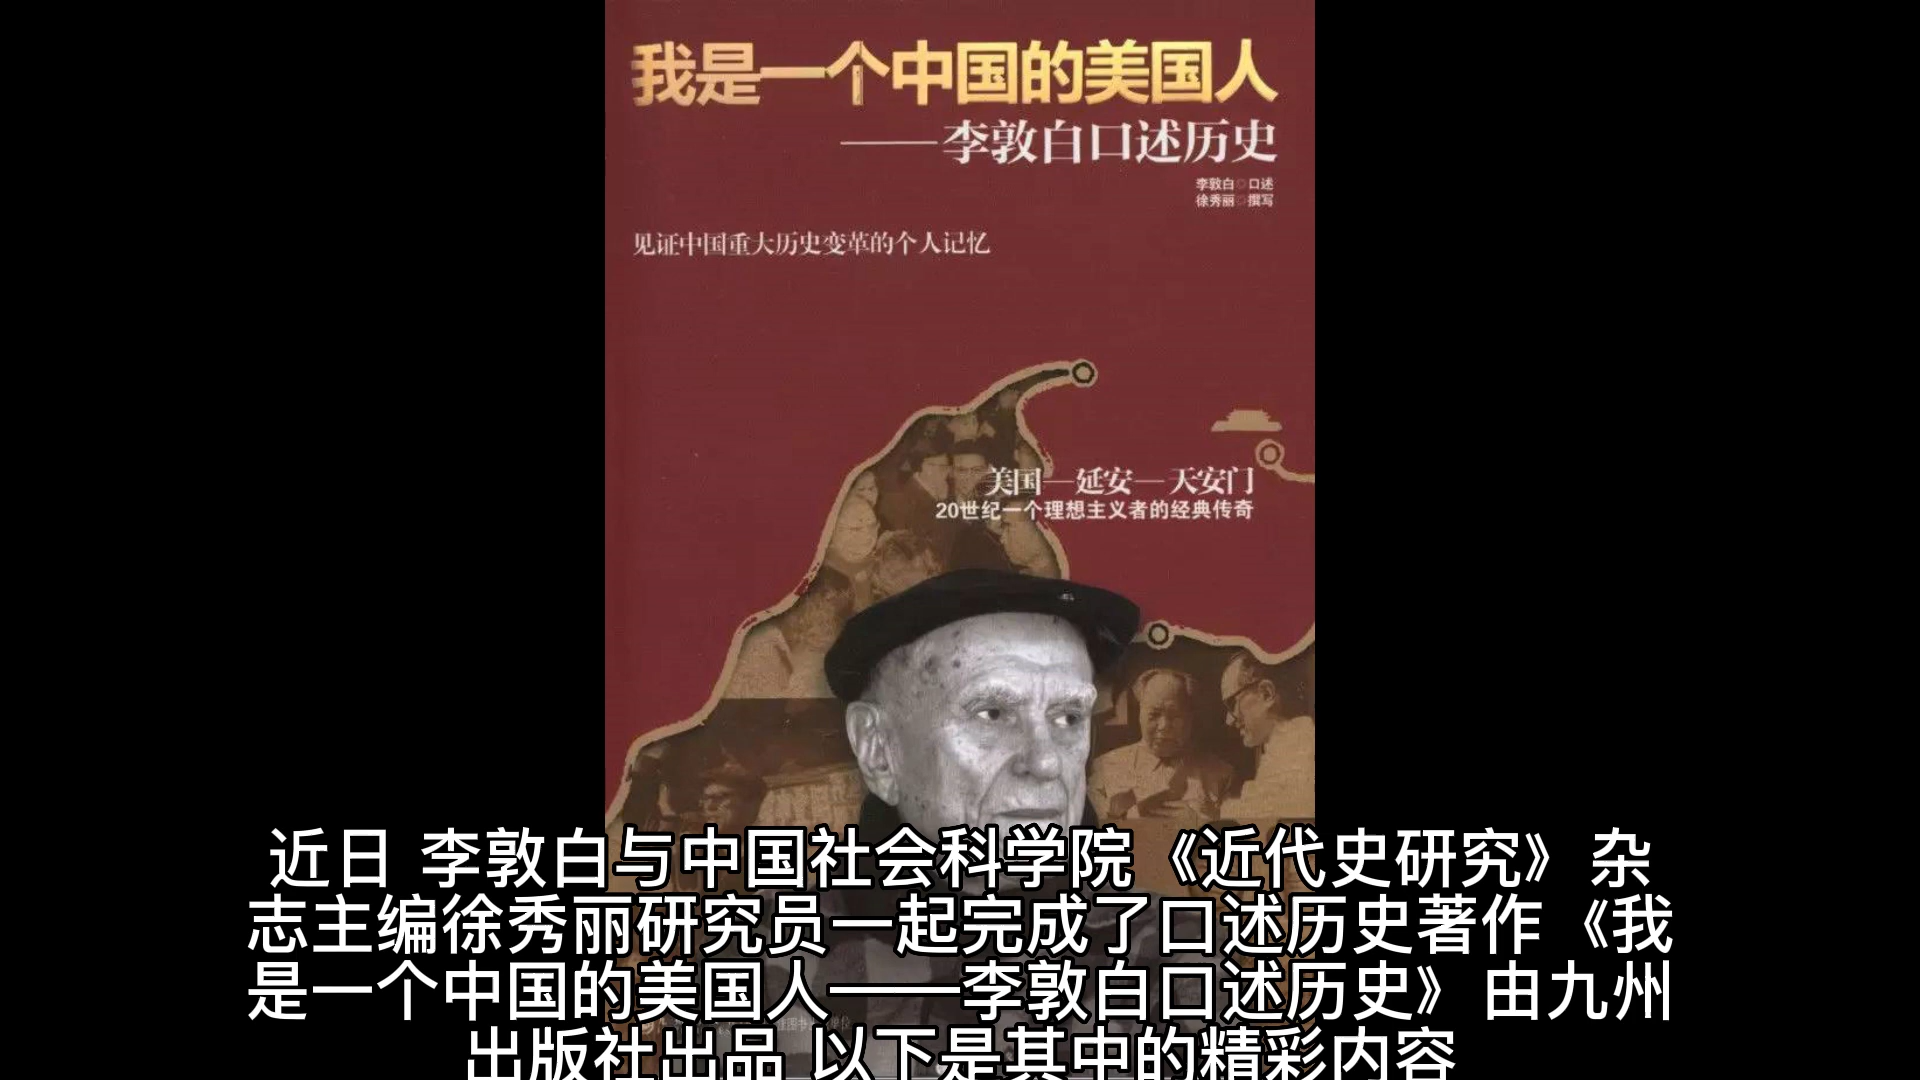 我是一个中国的美国人
——李敦白口述历史
李敦白◎口述
徐秀丽◎撰写
见证中国重大历史变革的个人记忆
美国—延安—天安门
20世纪一个理想主义者的经典传奇
近日 李敦白与中国社会科学院《近代史研究》杂
志主编徐秀丽研究员一起完成了口述历史著作《我
是一个中国的美国人——李敦白口述历史》由九州
出版社出品 以下是其中的精彩内容